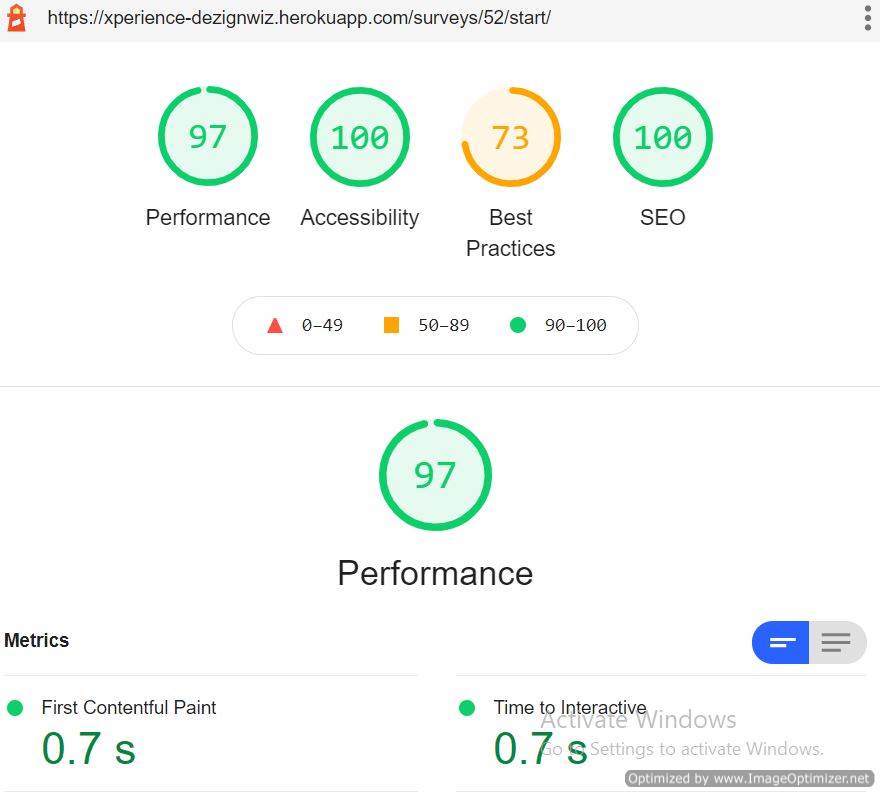 https://xperience-dezignwiz.herokuapp.com/surveys/52/start/
97 100 73 100
Performance Accessibility Best Practices SEO
0–49 50–89 90–100
97
Performance
Metrics
First Contentful Paint
0.7 s
Time to Interactive
0.7 s
Activate Windows
Go to Settings to activate Windows.
Optimized by www.ImageOptimizer.net